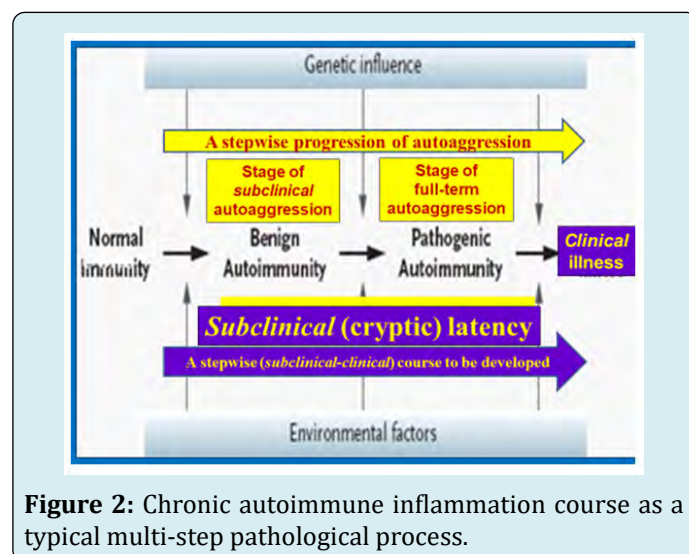 Genetic influence
A stepwise progression of autoaggression
Stage of
subclinical
autoaggression
Stage of
full-term
autoaggression
Normal
immunity
Benign
Autoimmunity
Pathogenic
Autoimmunity
Clinical
illness
Subclinical (cryptic) latency
A stepwise (subclinical-clinical) course to be developed
Environmental factors
Figure 2: Chronic autoimmune inflammation course as a
typical multi-step pathological process.